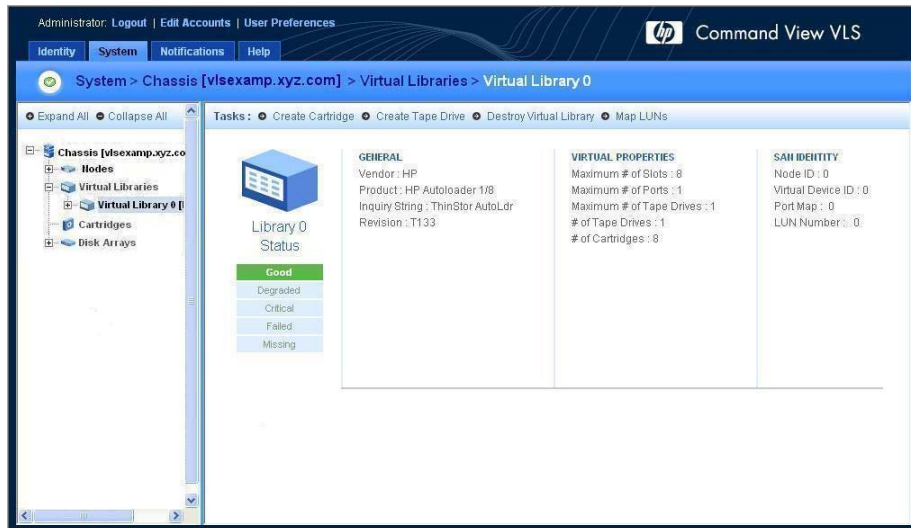 Administrator: Logout | Edit Accounts | User Preferences
hp Command View VLS
Identity System Notifications Help
System > Chassis [vlsexamp.xyz.com] > Virtual Libraries > Virtual Library 0
Expand All Collapse All
Tasks : Create Cartridge Create Tape Drive Destroy Virtual Library Map LUNs
Chassis [vlsexamp.xyz.co
Nodes
Virtual Libraries
Virtual Library 0 [
Cartridges
Disk Arrays
Library 0
Status
Good
Degraded
Critical
Failed
Missing
GENERAL
Vendor : HP
Product : HP Autoloader 1/8
Inquiry String : ThinStor AutoLdr
Revision : T133
VIRTUAL PROPERTIES
Maximum # of Slots : 8
Maximum # of Ports : 1
Maximum # of Tape Drives : 1
# of Tape Drives : 1
# of Cartridges : 8
SAN IDENTITY
Node ID : 0
Virtual Device ID : 0
Port Map : 0
LUN Number : 0